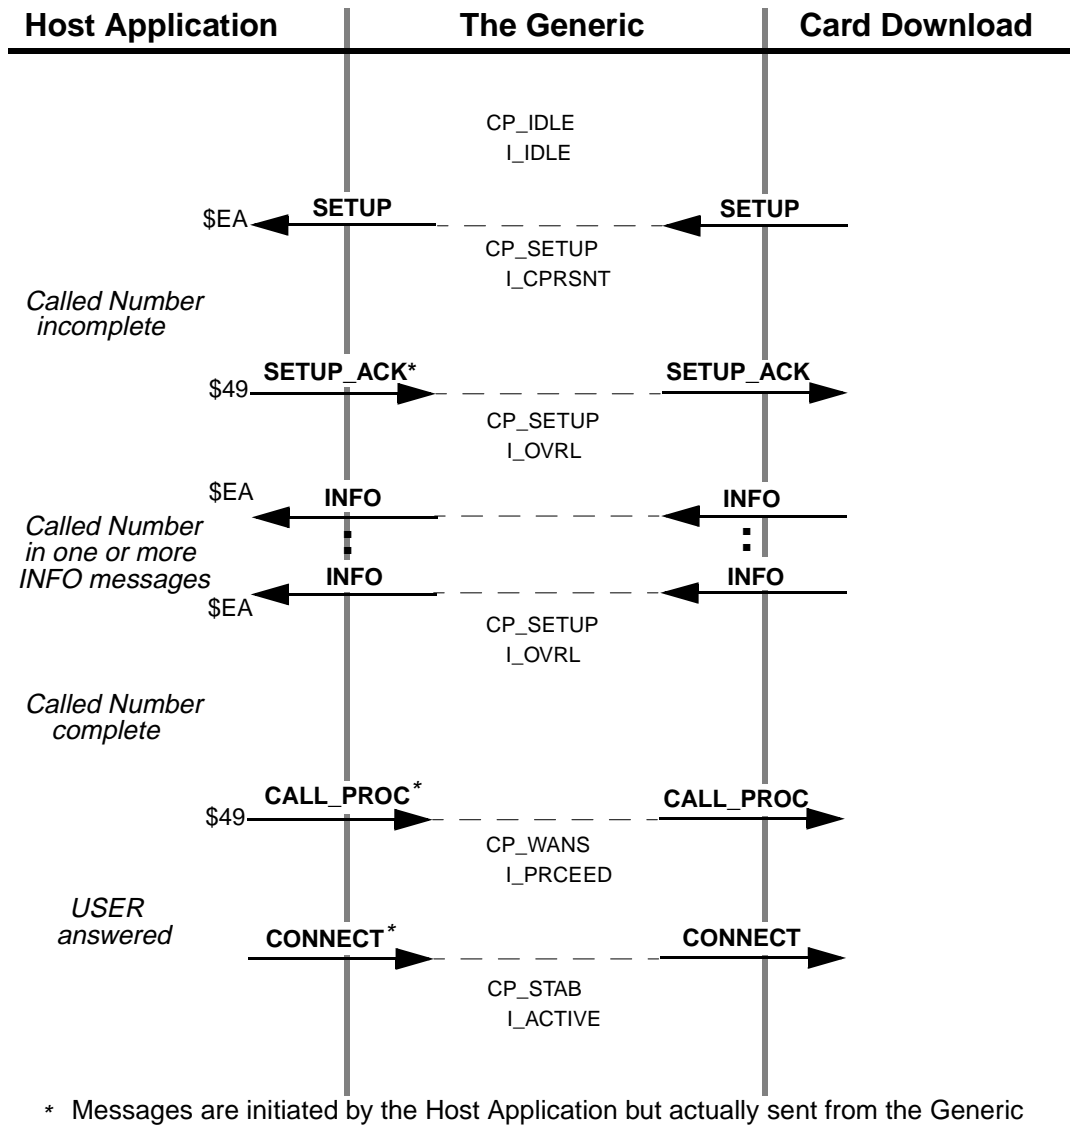 Host Application The Generic Card Download
CP_IDLE
I_IDLE
SETUP SETUP
$EA
CP_SETUP
I_CPRSNT
Called Number
incomplete
SETUP_ACK* SETUP_ACK
$49
CP_SETUP
I_OVRL
$EA INFO INFO
Called Number
in one or more
INFO messages
INFO INFO
$EA
CP_SETUP
I_OVRL
Called Number
complete
CALL_PROC* CALL_PROC
$49
CP_WANS
I_PRCEED
USER
answered
CONNECT* CONNECT
CP_STAB
I_ACTIVE
* Messages are initiated by the Host Application but actually sent from the Generic